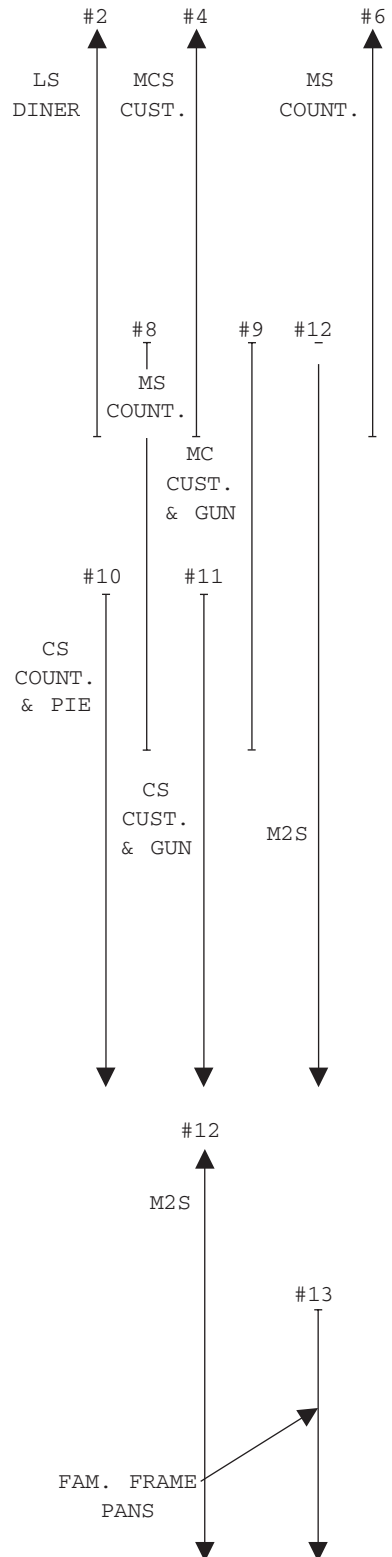 #2 #4 #6
LS MCS MS
DINER CUST. COUNT.
#8 #9 #12
MS
COUNT.
MC
CUST.
& GUN
#10 #11
CS
COUNT.
& PIE
CS
CUST.
& GUN
M2S
#12
M2S
#13
FAM. FRAME
PANS